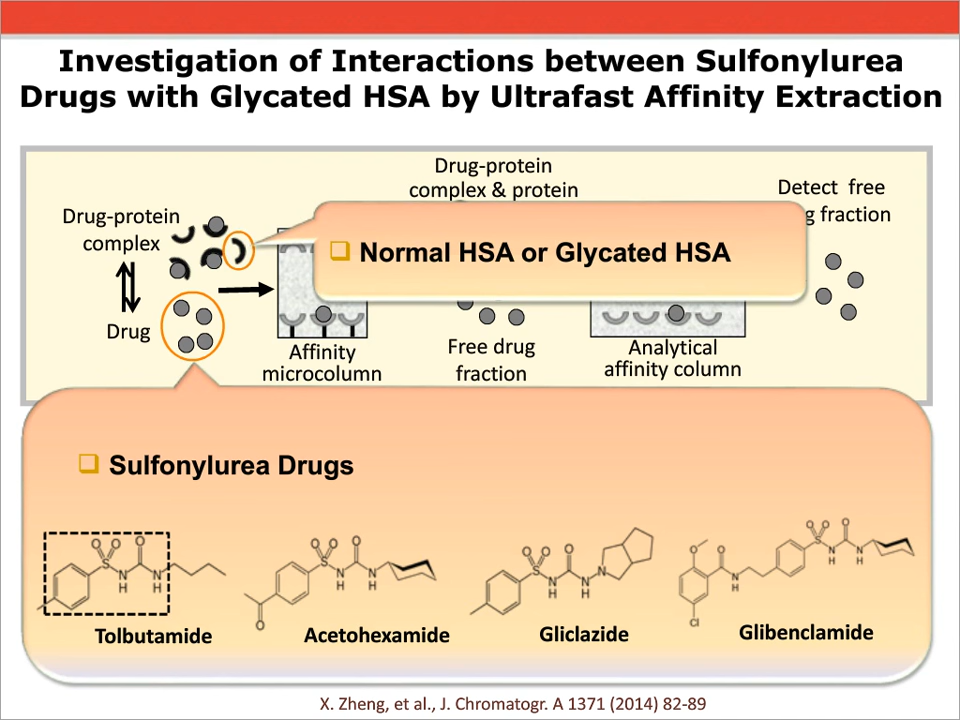 Investigation of Interactions between Sulfonylurea
Drugs with Glycated HSA by Ultrafast Affinity Extraction
Drug-protein
complex & protein
Detect free
g fraction
Drug-protein
complex
Normal HSA or Glycated HSA
Drug
Affinity
microcolumn
Free drug
fraction
Analytical
affinity column
Sulfonylurea Drugs
O O O
S
N N
H H
Tolbutamide
O O O
S
N N
H H
O
Acetohexamide
O O O
S
N N N
H H
Gliclazide
O O O
S
N N
H H
O O
N
H
Cl
Glibenclamide
X. Zheng, et al., J. Chromatogr. A 1371 (2014) 82-89